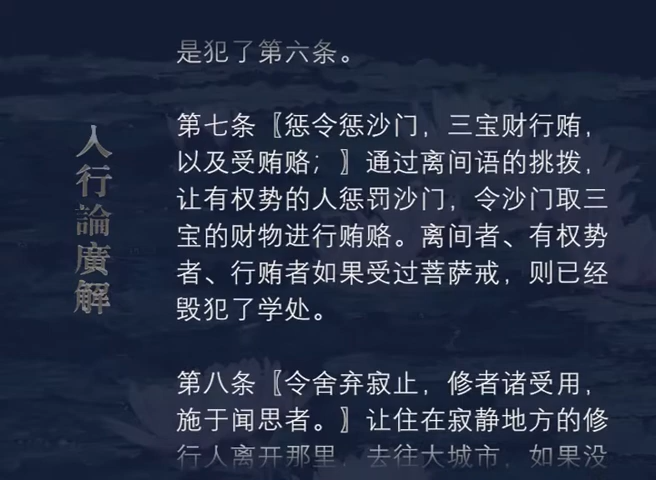 是犯了第六条。
第七条〖惩令惩沙门，三宝财行贿，
以及受贿赂；〗通过离间语的挑拨，
让有权势的人惩罚沙门，令沙门取三
宝的财物进行贿赂。离间者、有权势
者、行贿者如果受过菩萨戒，则已经
毁犯了学处。
第八条〖令舍弃寂止，修者诸受用，
施于闻思者。〗让住在寂静地方的修
行人离开那里，去往大城市，如果没
入行論廣解